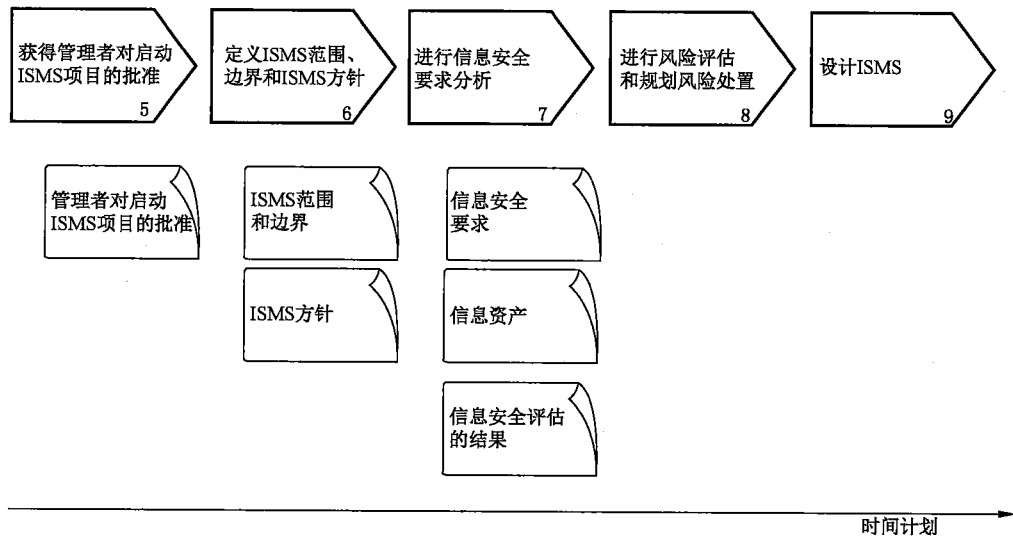 获得管理者对启动
ISMS项目的批准
5
定义ISMS范围、
边界和ISMS方针
6
进行信息安全
要求分析
7
进行风险评估
和规划风险处置
8
设计ISMS
9
管理者对启动
ISMS项目的批准
ISMS范围
和边界
ISMS方针
信息安全
要求
信息资产
信息安全评估
的结果
时间计划